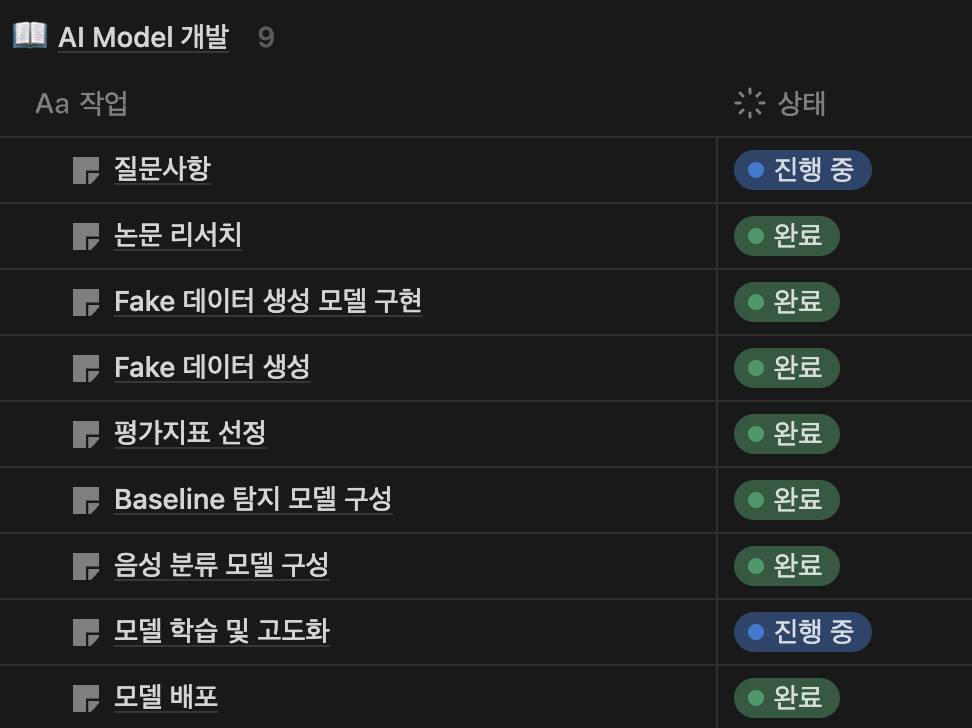 AI Model 개발 9
Aa 작업 상태
질문사항 진행 중
논문 리서치 완료
Fake 데이터 생성 모델 구현 완료
Fake 데이터 생성 완료
평가지표 선정 완료
Baseline 탐지 모델 구성 완료
음성 분류 모델 구성 완료
모델 학습 및 고도화 진행 중
모델 배포 완료